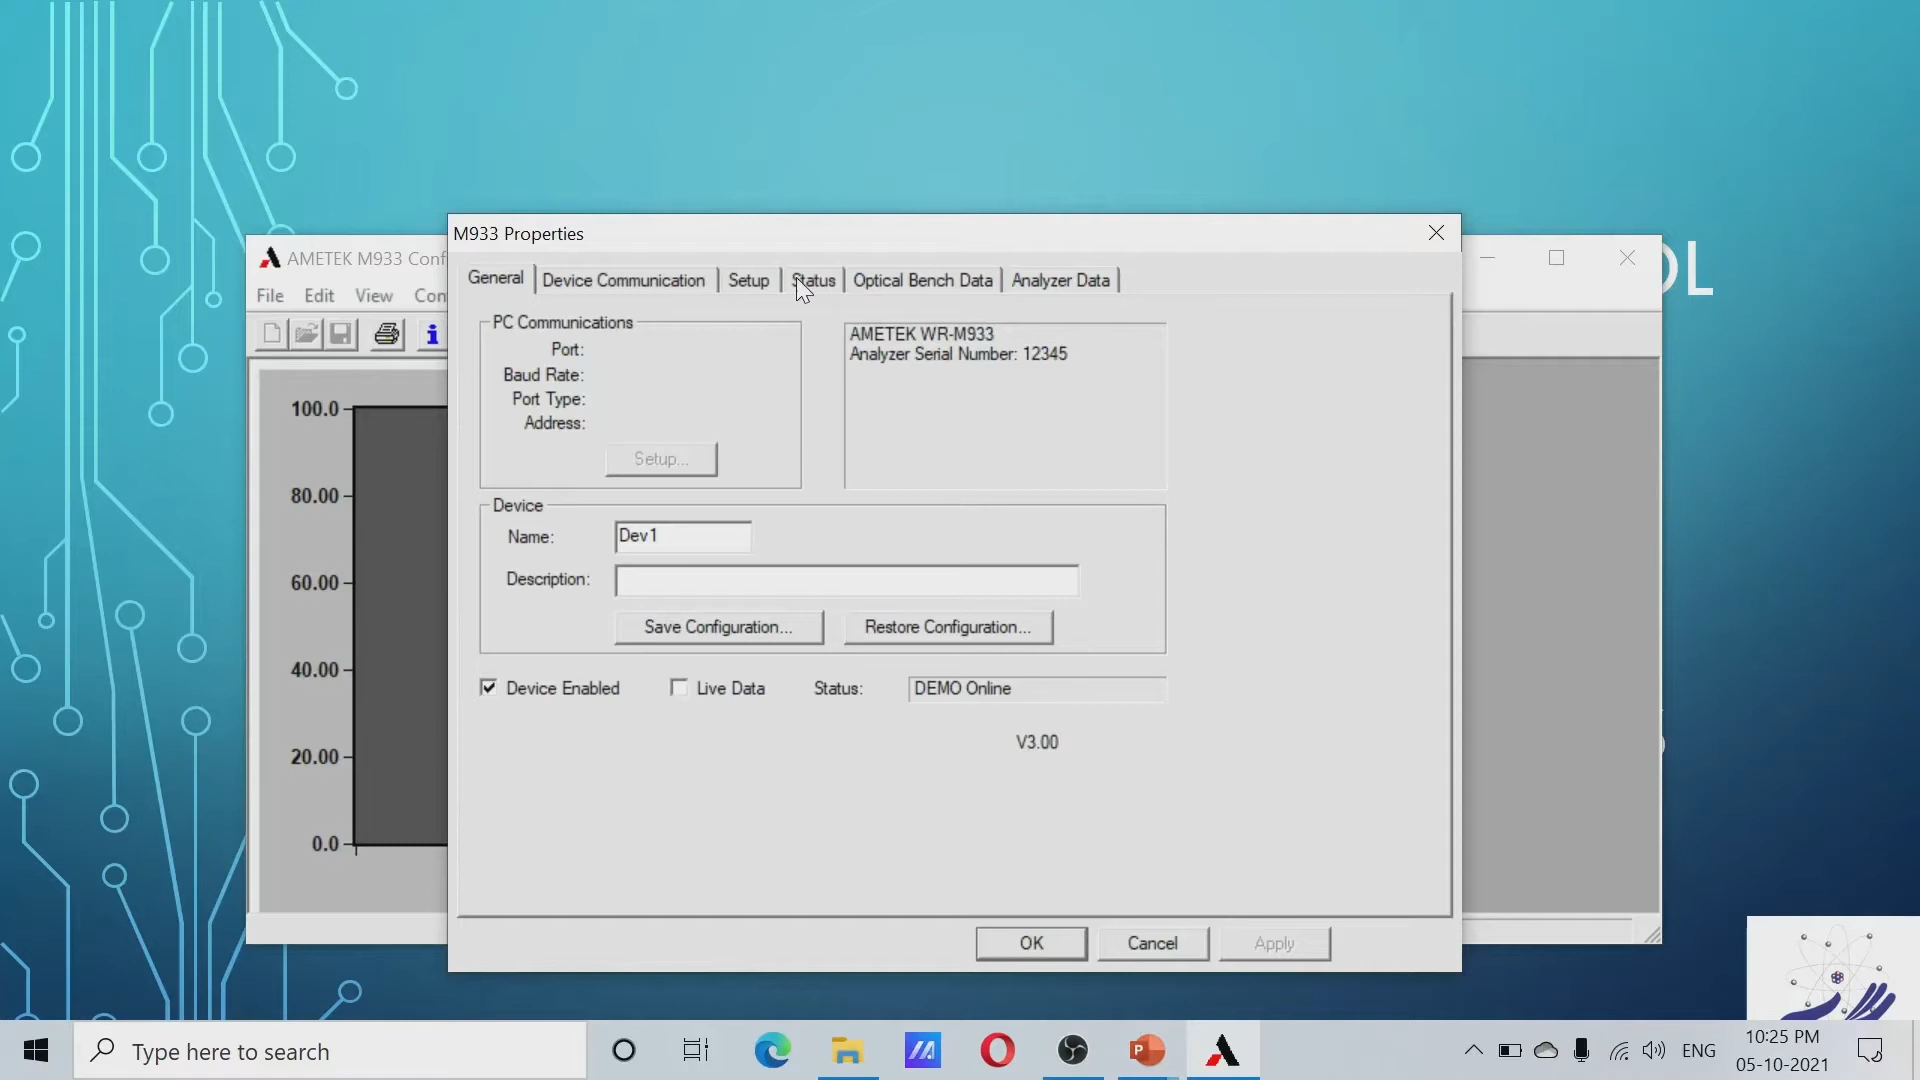 OL
AMETEK M933 Conf
File Edit View Con
100.0
80.00
60.00
40.00
20.00
0.0
M933 Properties
General Device Communication Setup Status Optical Bench Data Analyzer Data
PC Communications
Port:
Baud Rate:
Port Type:
Address:
Setup...
AMETEK WR-M933
Analyzer Serial Number: 12345
Device
Name: Dev1
Description:
Save Configuration... Restore Configuration...
Device Enabled Live Data Status: DEMO Online
V3.00
OK Cancel Apply
Type here to search
ENG
10:25 PM
05-10-2021